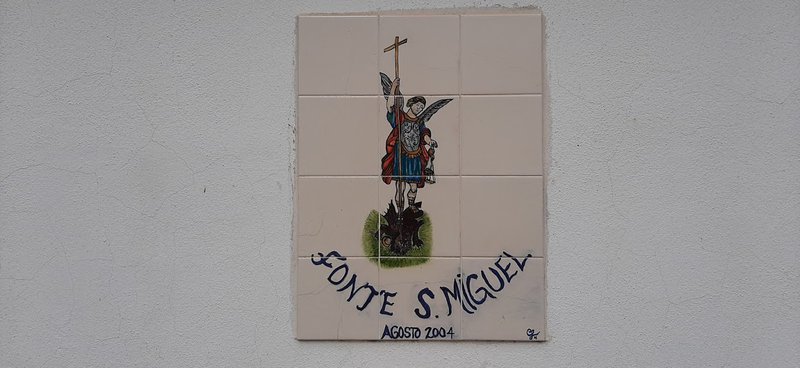 FONTE S. MIGUEL
AGOSTO 2004